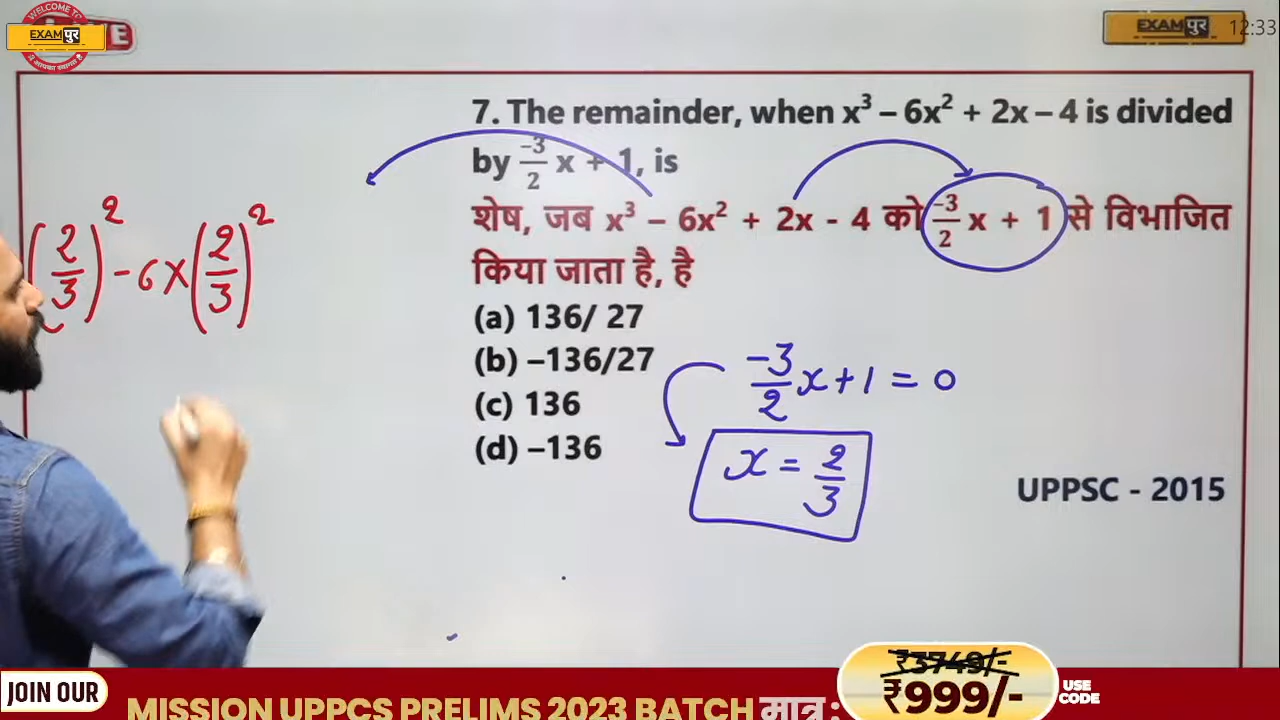 WELCOME TO
EXAMपुर
EXAMपुर 12:33
7. The remainder, when x³ – 6x² + 2x – 4 is divided
by –3/2 x + 1, is
शेष, जब x³ – 6x² + 2x - 4 को –3/2 x + 1 से विभाजित
किया जाता है, है
(a) 136/ 27
(b) –136/27
(c) 136
(d) –136
(2/3)² – 6×(2/3)²
–3/2 x + 1 = 0
x = 2/3
UPPSC - 2015
JOIN OUR
MISSION UPPCS PRELIMS 2023 BATCH मात्र :
₹3749/-
₹999/-
USE
CODE